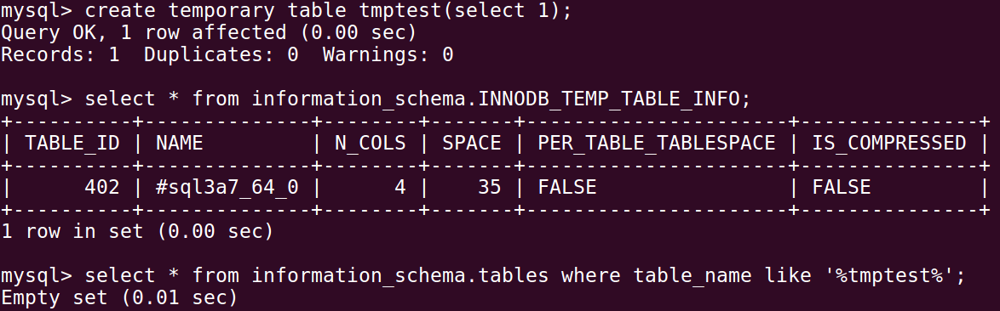 mysql> create temporary table tmptest(select 1);
Query OK, 1 row affected (0.00 sec)
Records: 1  Duplicates: 0  Warnings: 0

mysql> select * from information_schema.INNODB_TEMP_TABLE_INFO;
+----------+--------------+--------+-------+----------------------+---------------+
| TABLE_ID | NAME         | N_COLS | SPACE | PER_TABLE_TABLESPACE | IS_COMPRESSED |
+----------+--------------+--------+-------+----------------------+---------------+
|      402 | #sql3a7_64_0 |      4 |    35 | FALSE                | FALSE         |
+----------+--------------+--------+-------+----------------------+---------------+
1 row in set (0.00 sec)

mysql> select * from information_schema.tables where table_name like '%tmptest%';
Empty set (0.01 sec)